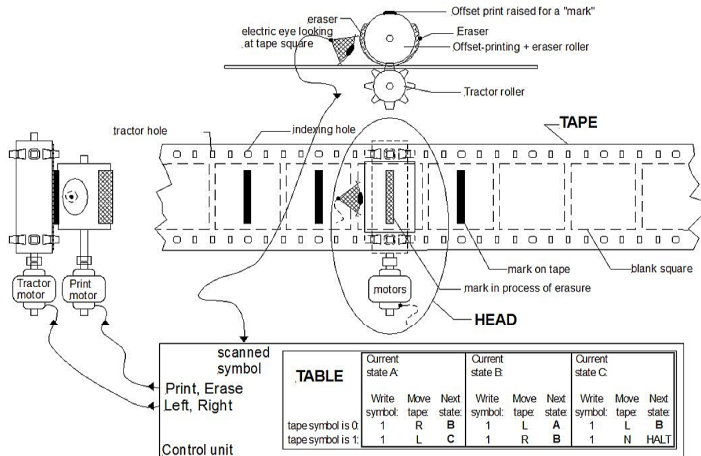 Offset print raised for a "mark"
eraser
electric eye looking
at tape square
Eraser
Offset-printing + eraser roller
Tractor roller
TAPE
tractor hole
indexing hole
Tractor
motor
Print
motor
motors
mark on tape
blank square
mark in process of erasure
HEAD
scanned
symbol
Print, Erase
Left, Right
Control unit
TABLE
Current
state A:
Current
state B:
Current
state C:
Write
symbol:
Move
tape:
Next
state:
Write
symbol:
Move
tape:
Next
state:
Write
symbol:
Move
tape:
Next
state:
tape symbol is 0: 1 R B 1 L A 1 L B
tape symbol is 1: 1 L C 1 R B 1 N HALT